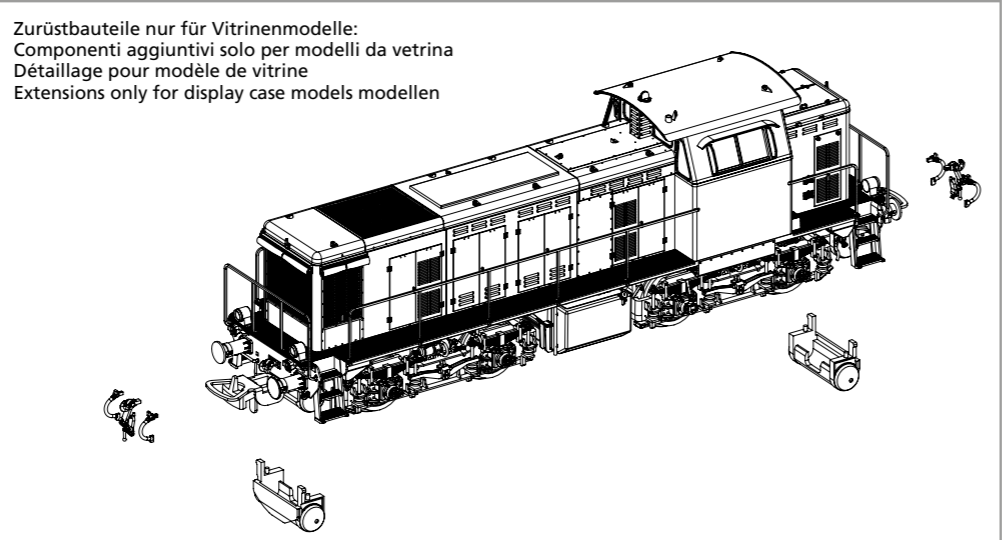 Zurüstbauteile nur für Vitrinenmodelle:
Componenti aggiuntivi solo per modelli da vetrina
Détaillage pour modèle de vitrine
Extensions only for display case models modellen